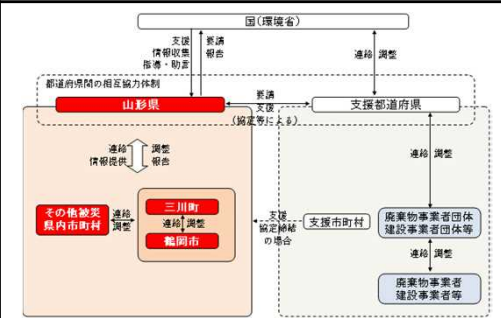 国(環境省)
支援
情報収集
指導・助言
要請
報告
連絡 調整
都道府県間の相互協力体制
山形県
要請
支援
(協定等による)
支援都道府県
連絡
情報提供
調整
報告
連絡 調整
その他被災
県内市町村
連絡
調整
三川町
連絡 調整
鶴岡市
支援
協定締結
の場合
支援市町村
廃棄物事業者団体
建設事業者団体等
連絡 調整
廃棄物事業者
建設事業者等